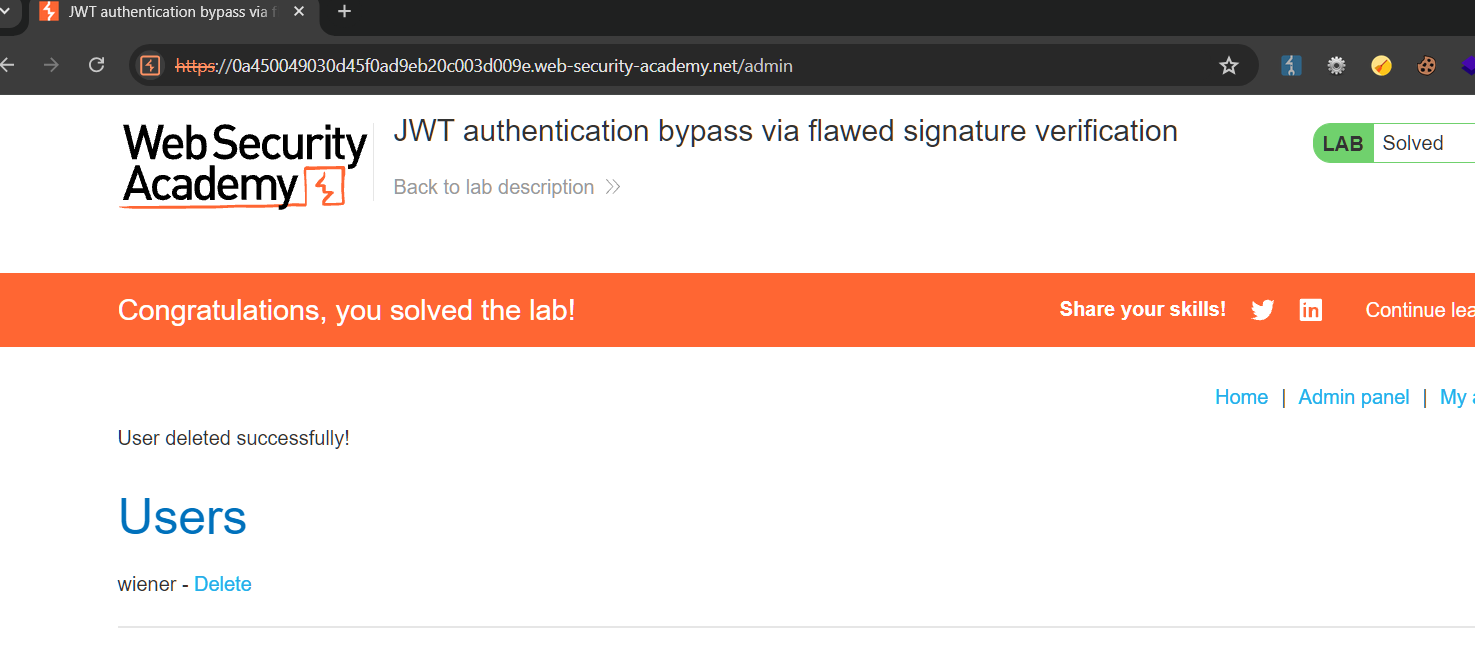 JWT authentication bypass via f
https://0a450049030d45f0ad9eb20c003d009e.web-security-academy.net/admin
Web Security
Academy
JWT authentication bypass via flawed signature verification
Back to lab description
LAB Solved
Congratulations, you solved the lab!
Share your skills!
Continue lea
Home | Admin panel | My a
User deleted successfully!
Users
wiener - Delete